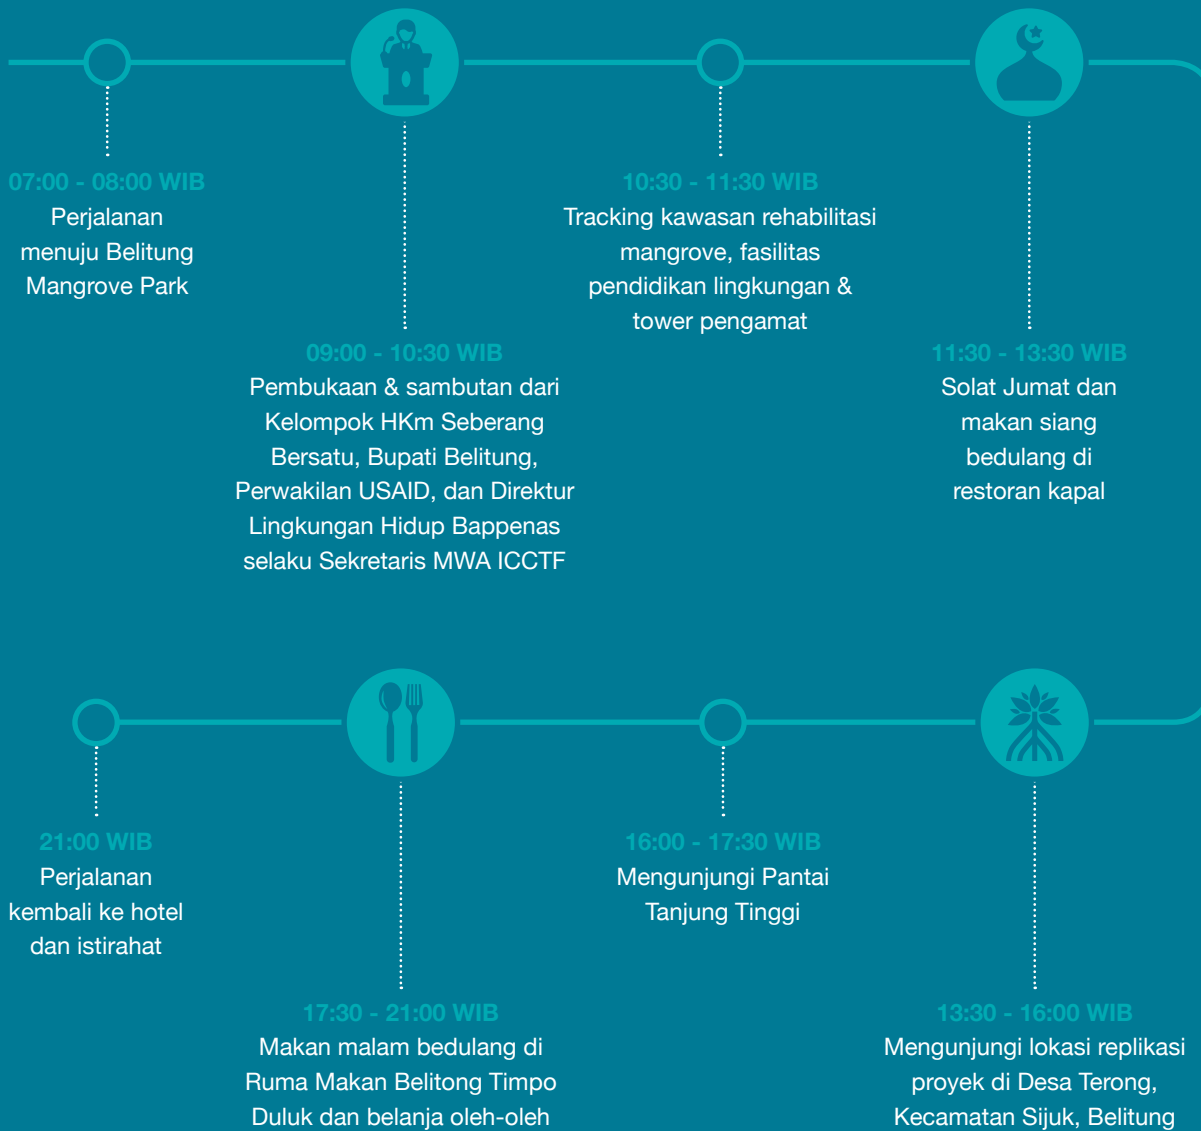 07:00 - 08:00 WIB
Perjalanan
menuju Belitung
Mangrove Park
09:00 - 10:30 WIB
Pembukaan & sambutan dari
Kelompok HKm Seberang
Bersatu, Bupati Belitung,
Perwakilan USAID, dan Direktur
Lingkungan Hidup Bappenas
selaku Sekretaris MWA ICCTF
10:30 - 11:30 WIB
Tracking kawasan rehabilitasi
mangrove, fasilitas
pendidikan lingkungan &
tower pengamat
11:30 - 13:30 WIB
Solat Jumat dan
makan siang
bedulang di
restoran kapal
13:30 - 16:00 WIB
Mengunjungi lokasi replikasi
proyek di Desa Terong,
Kecamatan Sijuk, Belitung
16:00 - 17:30 WIB
Mengunjungi Pantai
Tanjung Tinggi
17:30 - 21:00 WIB
Makan malam bedulang di
Ruma Makan Belitong Timpo
Duluk dan belanja oleh-oleh
21:00 WIB
Perjalanan
kembali ke hotel
dan istirahat